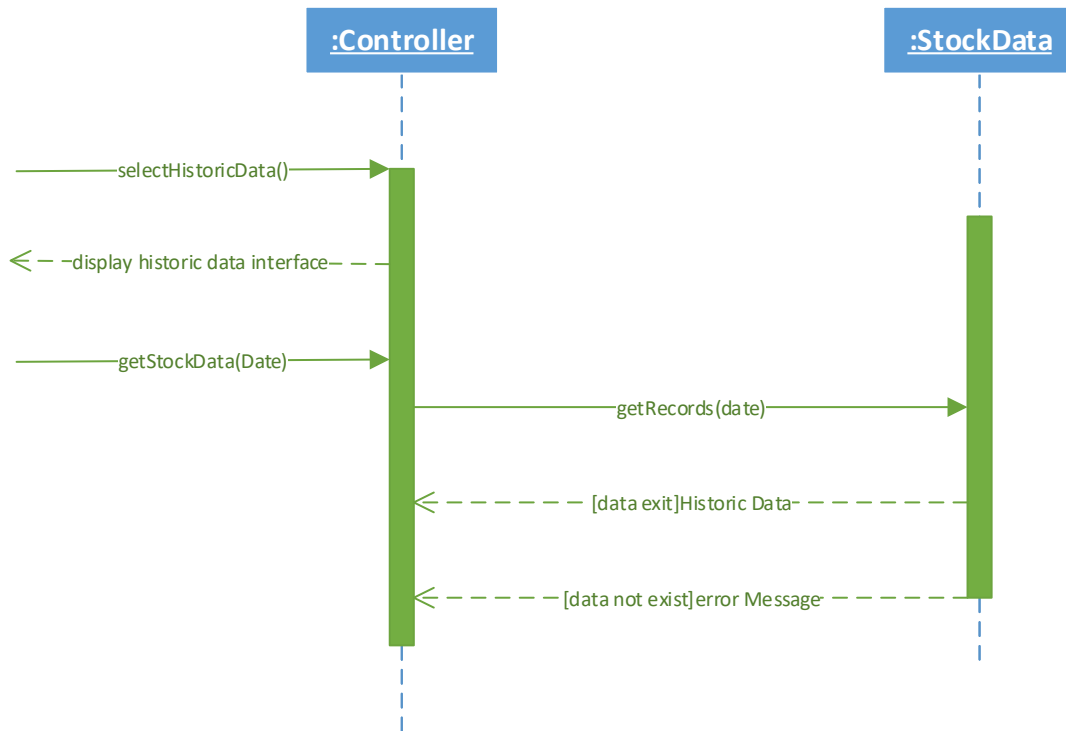 :Controller
:StockData
selectHistoricData()
display historic data interface
getStockData(Date)
getRecords(date)
[data exit]Historic Data
[data not exist]error Message